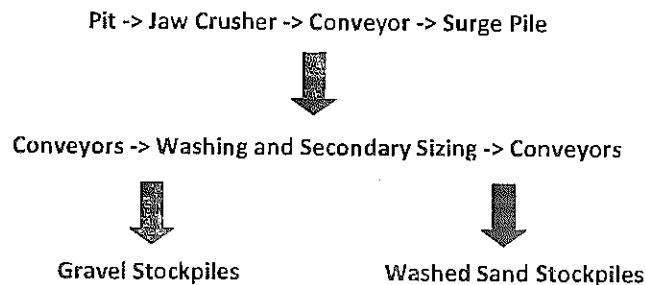 Pit -> Jaw Crusher -> Conveyor -> Surge Pile
Conveyors -> Washing and Secondary Sizing -> Conveyors
Gravel Stockpiles
Washed Sand Stockpiles